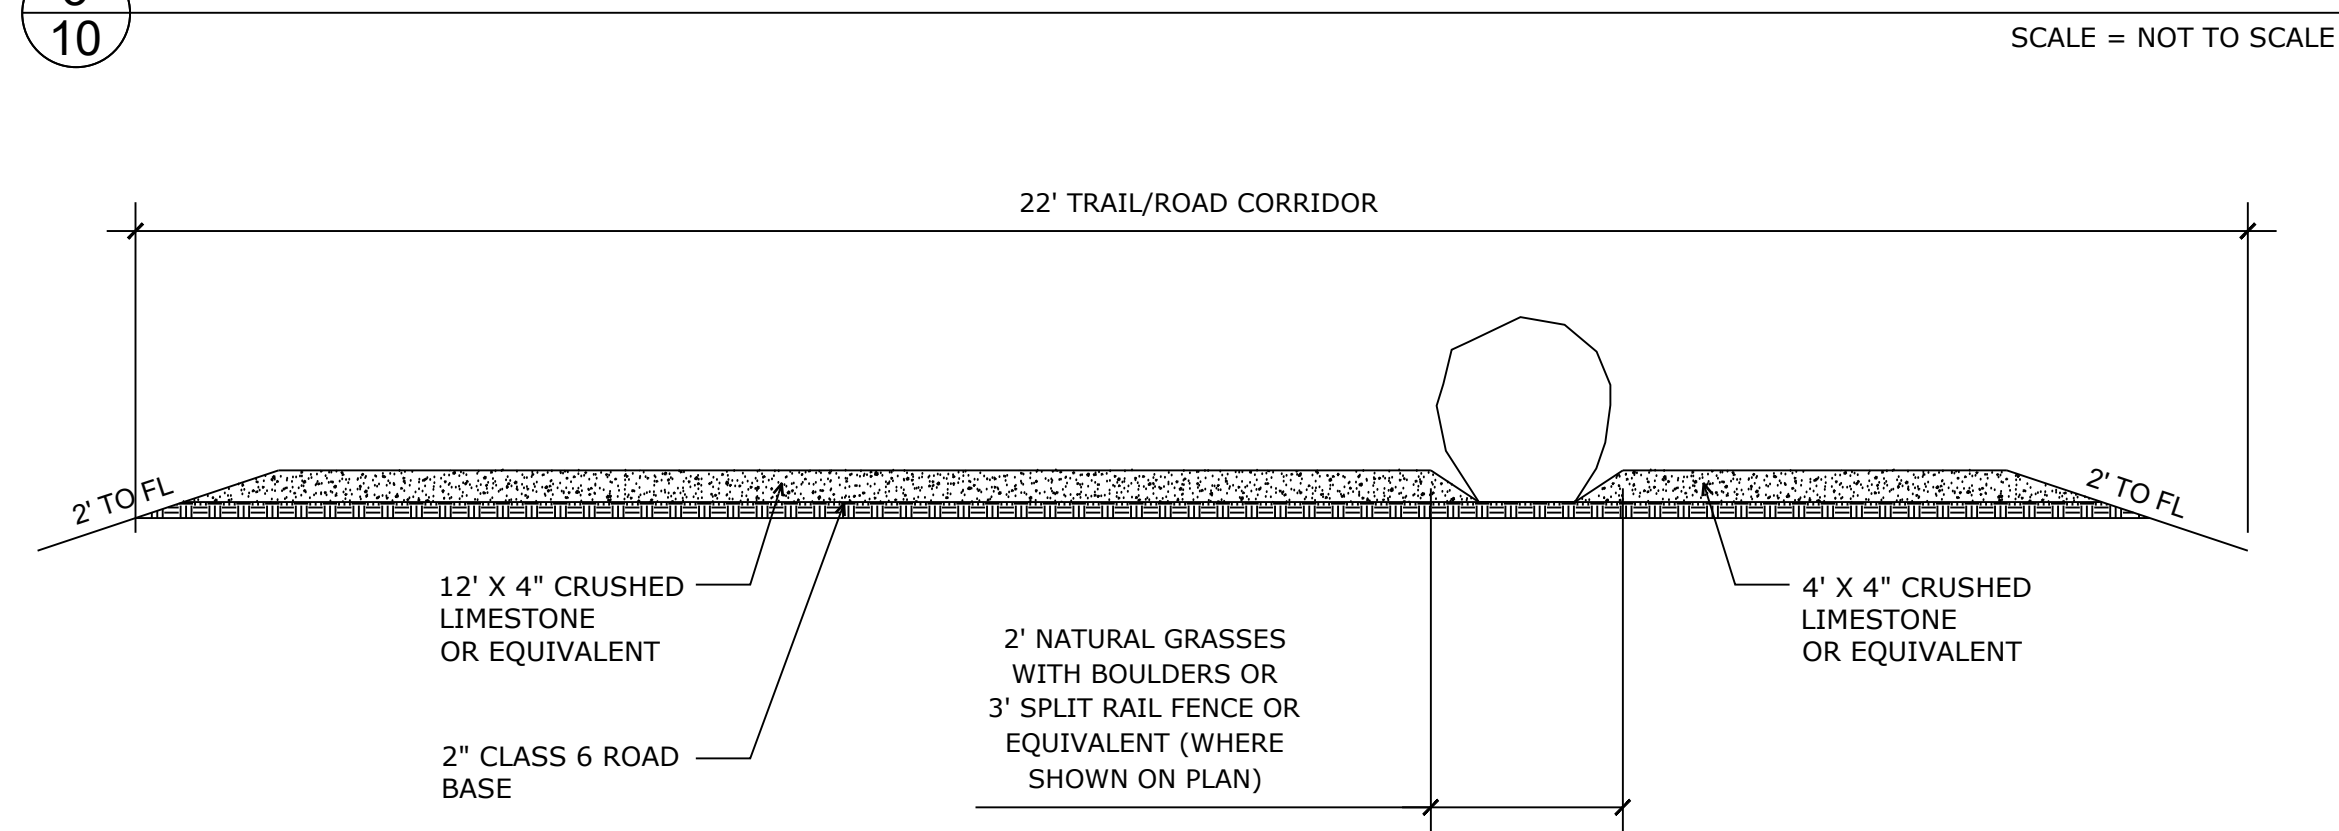 10
SCALE = NOT TO SCALE
22' TRAIL/ROAD CORRIDOR
2' TO FL
2' TO FL
12' X 4" CRUSHED
LIMESTONE
OR EQUIVALENT
4' X 4" CRUSHED
LIMESTONE
OR EQUIVALENT
2' NATURAL GRASSES
WITH BOULDERS OR
3' SPLIT RAIL FENCE OR
EQUIVALENT (WHERE
SHOWN ON PLAN)
2" CLASS 6 ROAD
BASE